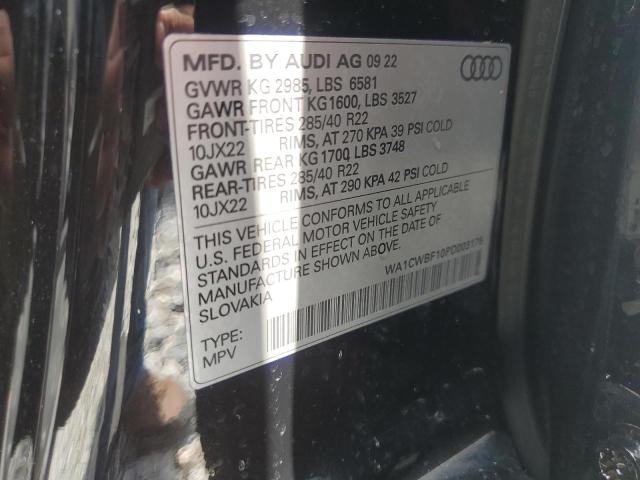 MFD. BY AUDI AG 09 22
GVWR KG 2985, LBS 6581
GAWR FRONT KG1600, LBS 3527
FRONT-TIRES 285/40 R22
10JX22 RIMS, AT 270 KPA 39 PSI COLD
GAWR REAR KG 1700, LBS 3748
REAR-TIRES 285/40 R22
10JX22 RIMS, AT 290 KPA 42 PSI COLD
THIS VEHICLE CONFORMS TO ALL APPLICABLE
U.S. FEDERAL MOTOR VEHICLE SAFETY
STANDARDS IN EFFECT ON THE DATE OF
MANUFACTURE SHOWN ABOVE.
SLOVAKIA
WA1CWBF10PD003176
TYPE:
MPV